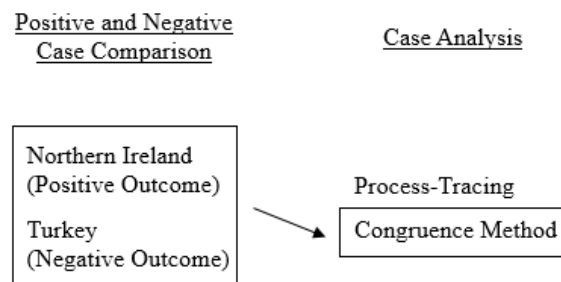 Positive and Negative
Case Comparison
Case Analysis
Northern Ireland
(Positive Outcome)
Turkey
(Negative Outcome)
Process-Tracing
Congruence Method